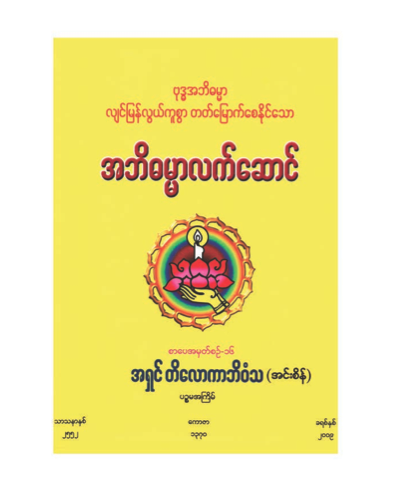 ဗုဒ္ဓအဘိဓမ္မာ
လျင်မြန်လွယ်ကူစွာ တတ်မြောက်စေနိုင်သော
အဘိဓမ္မာလက်ဆောင်
စာပေအမှတ်စဉ်-၁၆
အရှင် တိလောကာဘိဝံသ (အင်းစိန်)
ပဉ္စမအကြိမ်
သာသနာနှစ် ကောဇာ ခရစ်နှစ်
၂၅၅၂ ၁၃၇၀ ၂၀၀၉